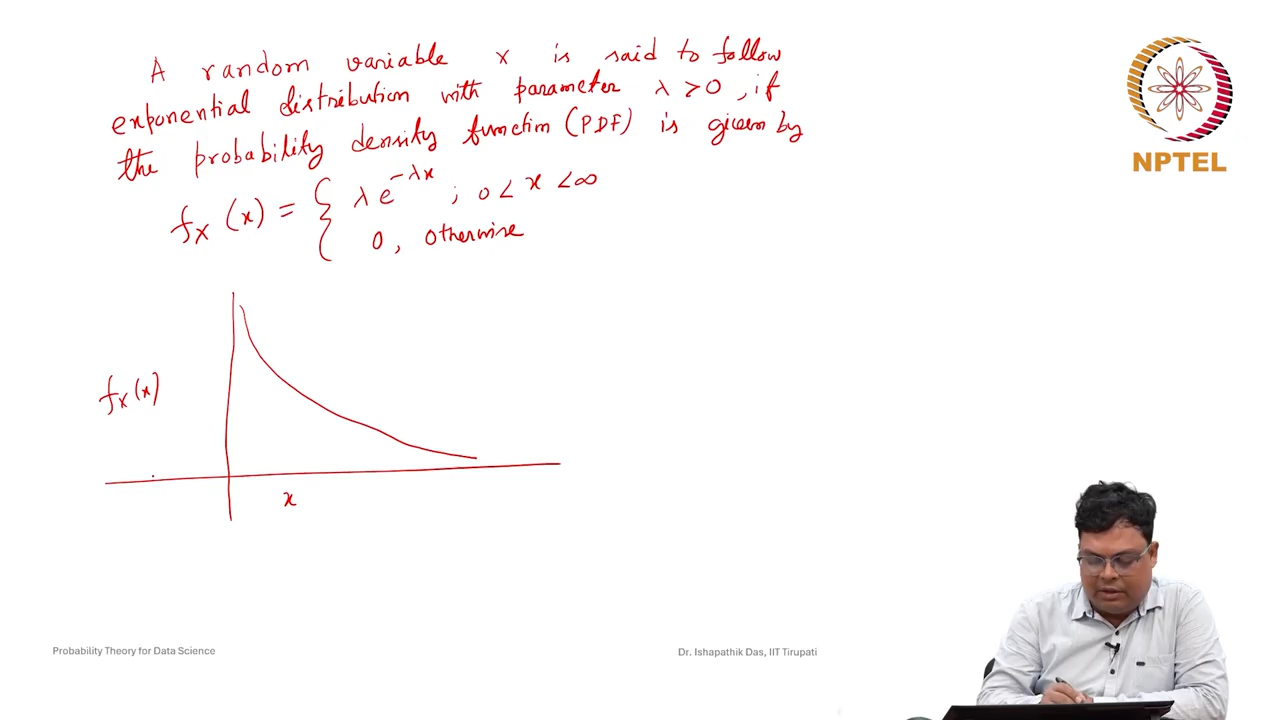 A random variable X is said to follow
exponential distribution with parameter λ > 0, if
the probability density function (PDF) is given by
fX(x) = { λe^{-λx} ; 0 < x < ∞
0, otherwise
fX(x)
x
NPTEL
Probability Theory for Data Science
Dr. Ishapathik Das, IIT Tirupati